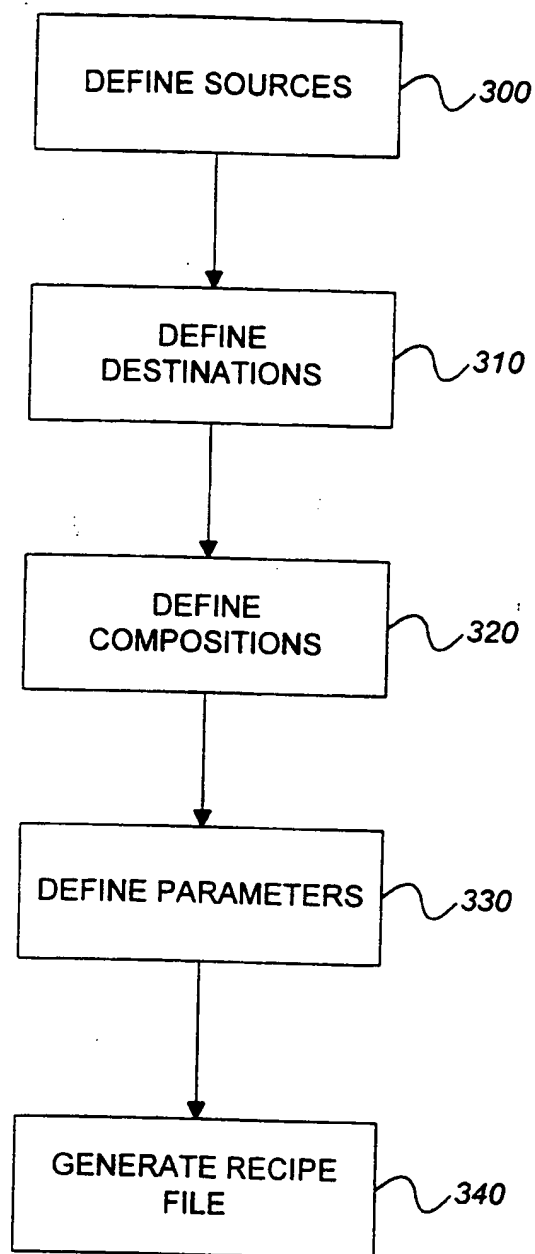 DEFINE SOURCES
300
DEFINE
DESTINATIONS
310
DEFINE
COMPOSITIONS
320
DEFINE PARAMETERS
330
GENERATE RECIPE
FILE
340